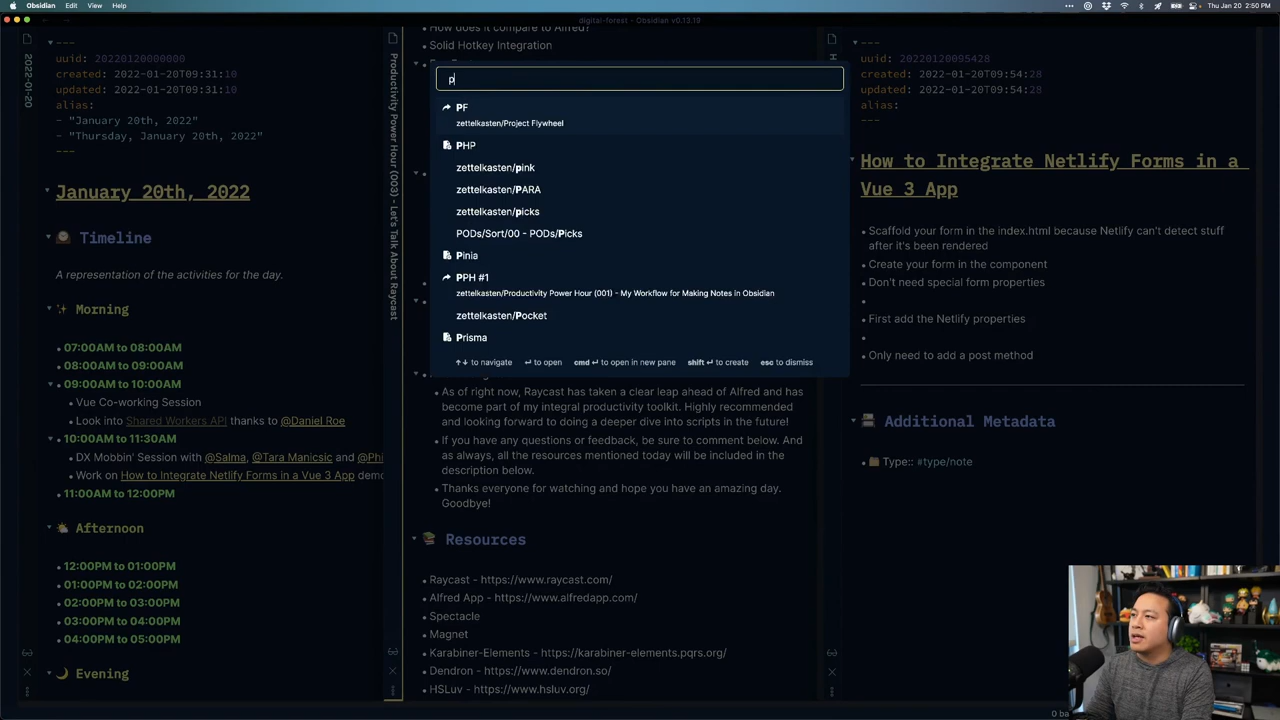 Obsidian Edit View Help
Thu Jan 20 2:50 PM
digital-forest - Obsidian v0.13.19
2022-01-20
---
uuid: 20220120000000
created: 2022-01-20T09:31:10
updated: 2022-01-20T09:31:10
alias:
- "January 20th, 2022"
- "Thursday, January 20th, 2022"
---
January 20th, 2022
Timeline
A representation of the activities for the day.
Morning
07:00AM to 08:00AM
08:00AM to 09:00AM
09:00AM to 10:00AM
Vue Co-working Session
Look into Shared Workers API thanks to @Daniel Roe
10:00AM to 11:30AM
DX Mobbin' Session with @Salma, @Tara Manicsic and @Phi
Work on How to Integrate Netlify Forms in a Vue 3 App demo
11:00AM to 12:00PM
Afternoon
12:00PM to 01:00PM
01:00PM to 02:00PM
02:00PM to 03:00PM
03:00PM to 04:00PM
04:00PM to 05:00PM
Evening
Productivity Power Hour (003) - Let's Talk About Raycast
How does it compare to Alfred?
Solid Hotkey Integration
p
PF
zettelkasten/Project Flywheel
PHP
zettelkasten/pink
zettelkasten/PARA
zettelkasten/picks
PODs/Sort/00 - PODs/Picks
Pinia
PPH #1
zettelkasten/Productivity Power Hour (001) - My Workflow for Making Notes in Obsidian
zettelkasten/Pocket
Prisma
↑↓ to navigate ↵ to open cmd ↵ to open in new pane shift ↵ to create esc to dismiss
As of right now, Raycast has taken a clear leap ahead of Alfred and has
become part of my integral productivity toolkit. Highly recommended
and looking forward to doing a deeper dive into scripts in the future!
If you have any questions or feedback, be sure to comment below. And
as always, all the resources mentioned today will be included in the
description below.
Thanks everyone for watching and hope you have an amazing day.
Goodbye!
Resources
Raycast - https://www.raycast.com/
Alfred App - https://www.alfredapp.com/
Spectacle
Magnet
Karabiner-Elements - https://karabiner-elements.pqrs.org/
Dendron - https://www.dendron.so/
HSLuv - https://www.hsluv.org/
H
---
uuid: 20220120095428
created: 2022-01-20T09:54:28
updated: 2022-01-20T09:54:28
alias:
---
How to Integrate Netlify Forms in a
Vue 3 App
Scaffold your form in the index.html because Netlify can't detect stuff
after it's been rendered
Create your form in the component
Don't need special form properties
First add the Netlify properties
Only need to add a post method
Additional Metadata
Type:: #type/note
0 ba